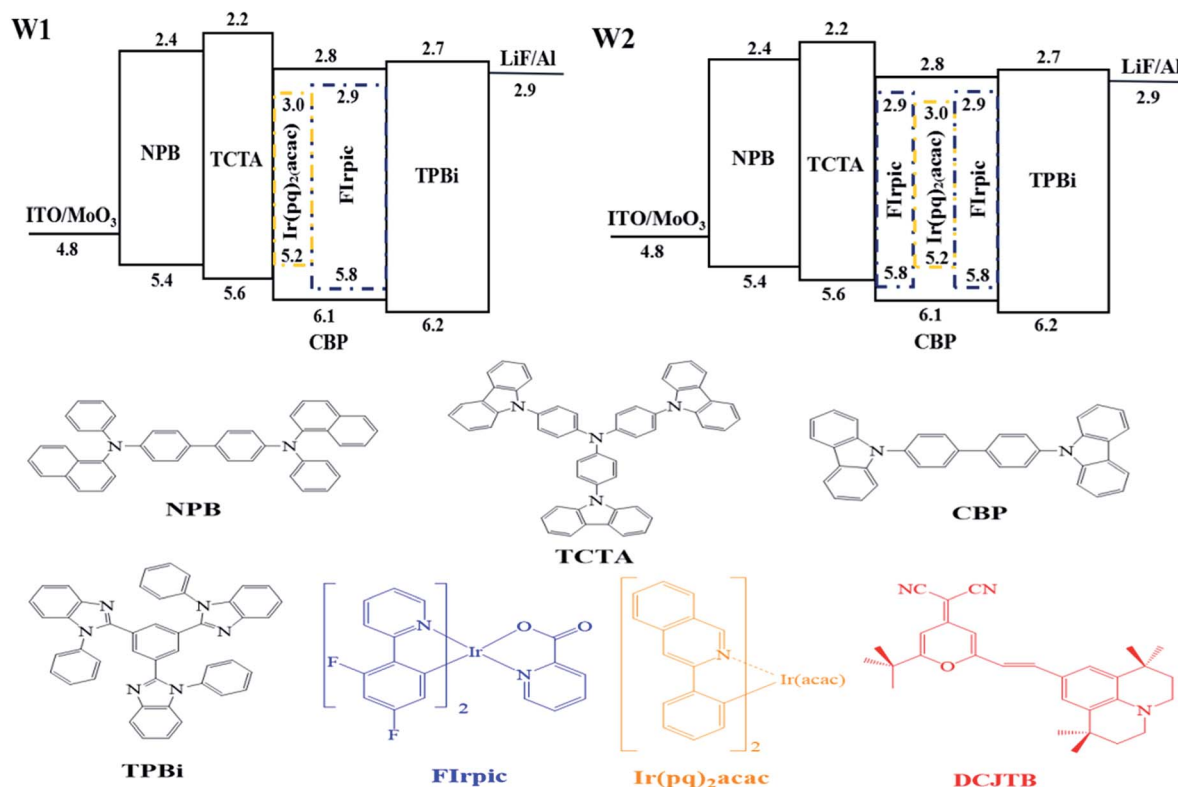 W1
2.4
2.2
2.8
2.7
LiF/Al
2.9
3.0
2.9
NPB
TCTA
Ir(pq)2(acac)
FIrpic
TPBi
ITO/MoO3
4.8
5.2
5.8
5.4
5.6
6.1
6.2
CBP
W2
2.4
2.2
2.8
2.7
LiF/Al
2.9
2.9
3.0
2.9
NPB
TCTA
FIrpic
Ir(pq)2(acac)
FIrpic
TPBi
ITO/MoO3
4.8
5.8
5.2
5.8
5.4
5.6
6.1
6.2
CBP
N
N
NPB
N
N
N
N
TCTA
N
N
CBP
N
N
N
N
N
N
TPBi
F
F
N
Ir
O
O
N
2
FIrpic
N
Ir(acac)
2
Ir(pq)2acac
NC
CN
O
N
DCJTB